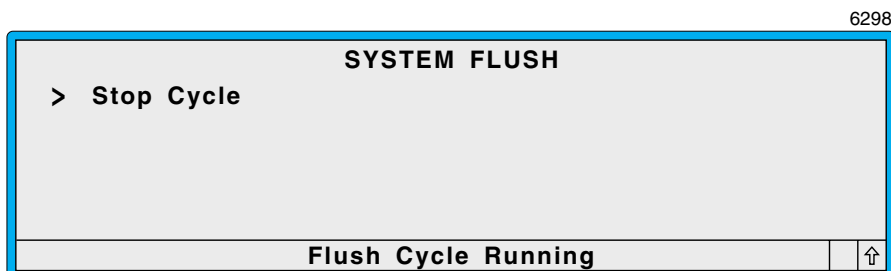 6298
SYSTEM FLUSH
> Stop Cycle
Flush Cycle Running